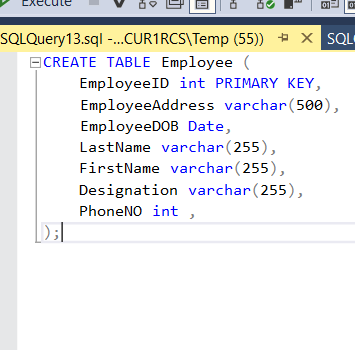 Execute
SQLQuery13.sql -...CUR1RCS\Temp (55))
SQL
CREATE TABLE Employee (
EmployeeID int PRIMARY KEY,
EmployeeAddress varchar(500),
EmployeeDOB Date,
LastName varchar(255),
FirstName varchar(255),
Designation varchar(255),
PhoneNO int ,
);